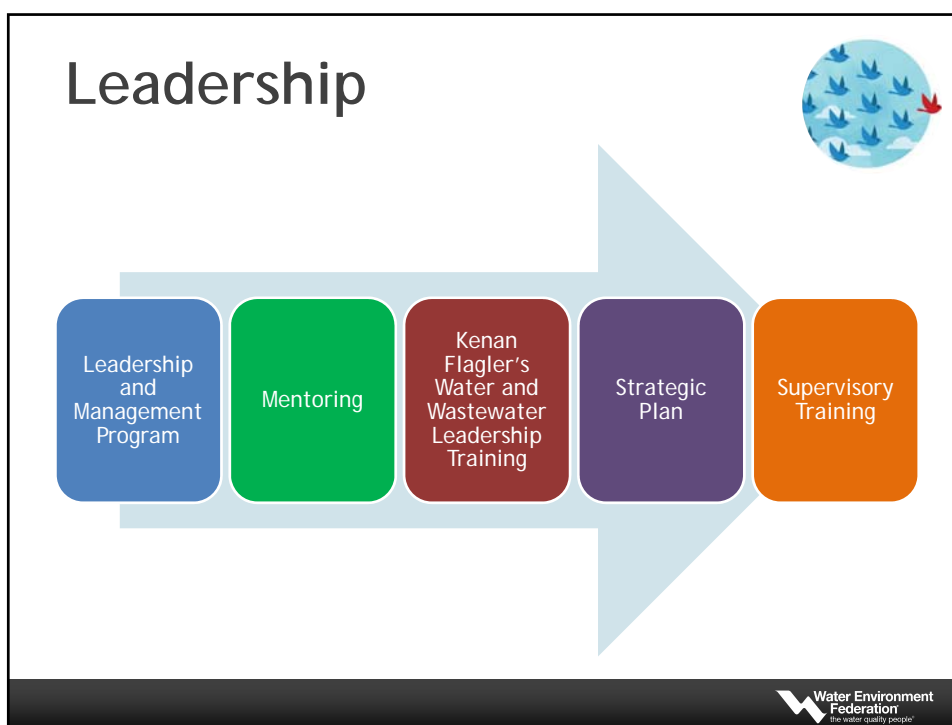 Leadership
Leadership
and
Management
Program
Mentoring
Kenan
Flagler's
Water and
Wastewater
Leadership
Training
Strategic
Plan
Supervisory
Training
Water Environment
Federation
the water quality people®